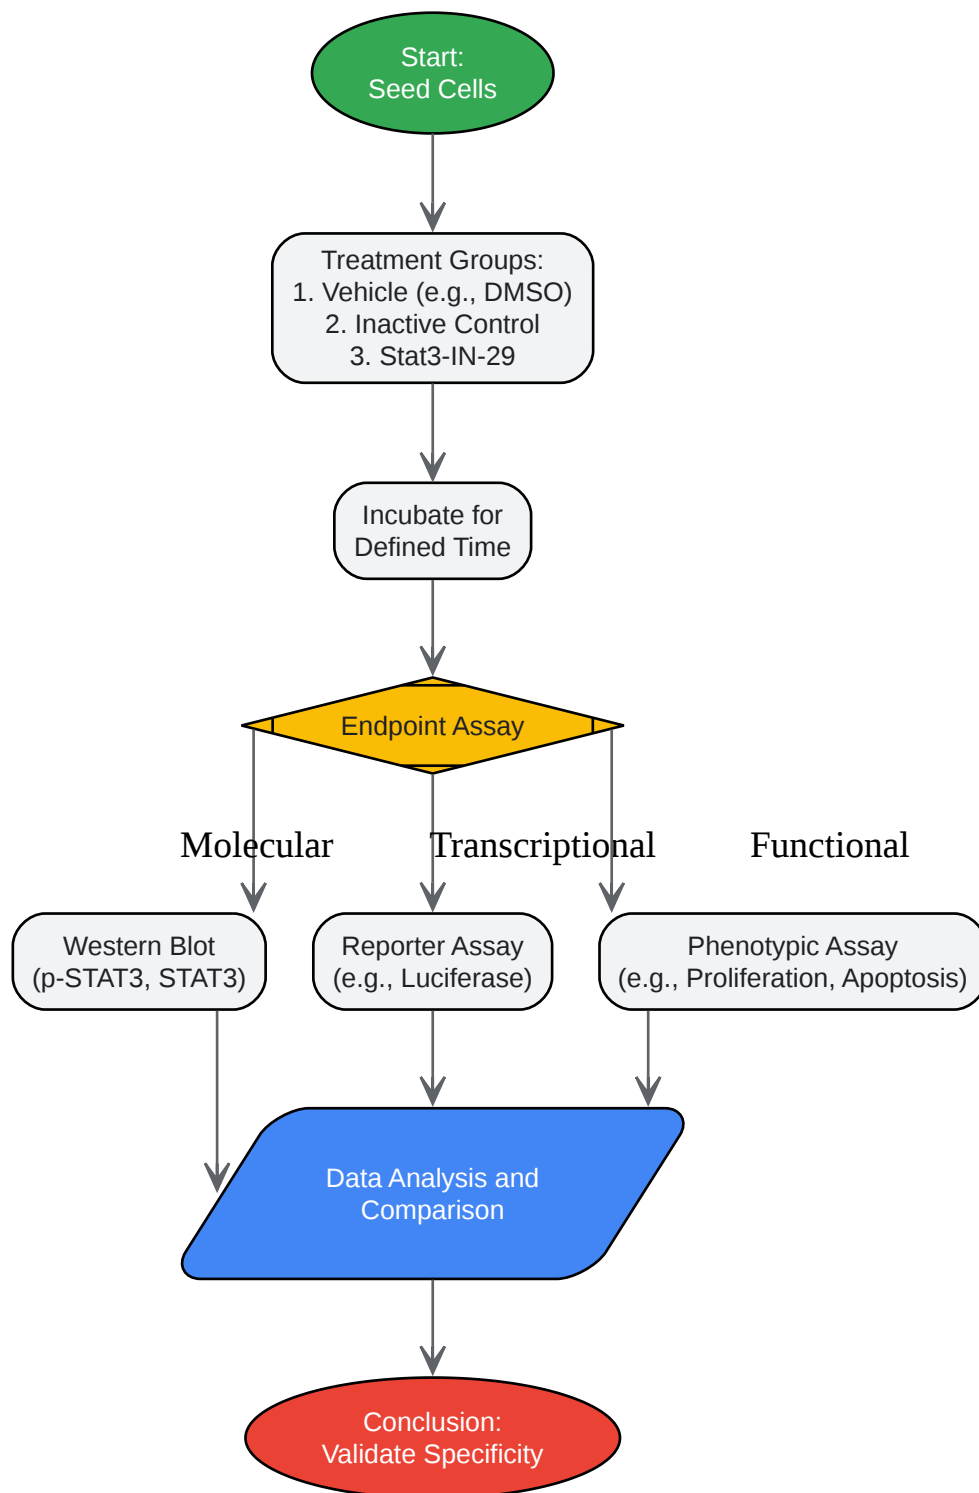 Start:
Seed Cells
Treatment Groups:
1. Vehicle (e.g., DMSO)
2. Inactive Control
3. Stat3-IN-29
Incubate for
Defined Time
Endpoint Assay
Molecular
Transcriptional
Functional
Western Blot
(p-STAT3, STAT3)
Reporter Assay
(e.g., Luciferase)
Phenotypic Assay
(e.g., Proliferation, Apoptosis)
Data Analysis and
Comparison
Conclusion:
Validate Specificity